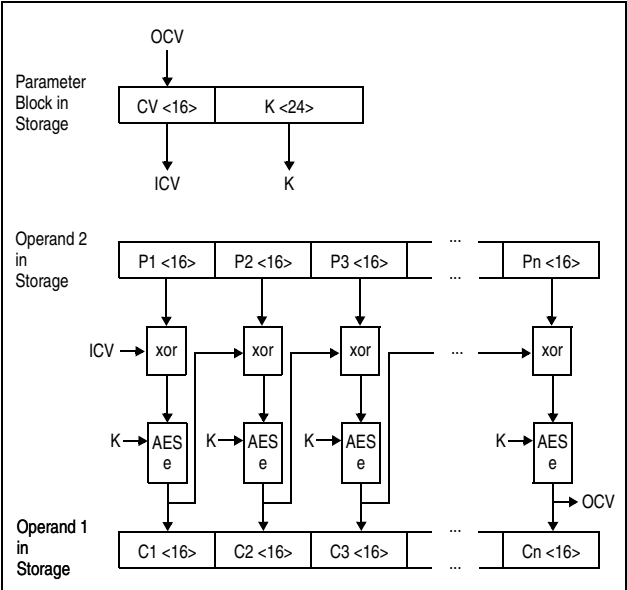 OCV
Parameter
Block in
Storage
CV <16> K <24>
ICV K
Operand 2
in
Storage
P1 <16> P2 <16> P3 <16> ... ... Pn <16>
ICV xor xor xor ... xor
K AES e K AES e K AES e K AES e
OCV
Operand 1
in
Storage
C1 <16> C2 <16> C3 <16> ... ... Cn <16>